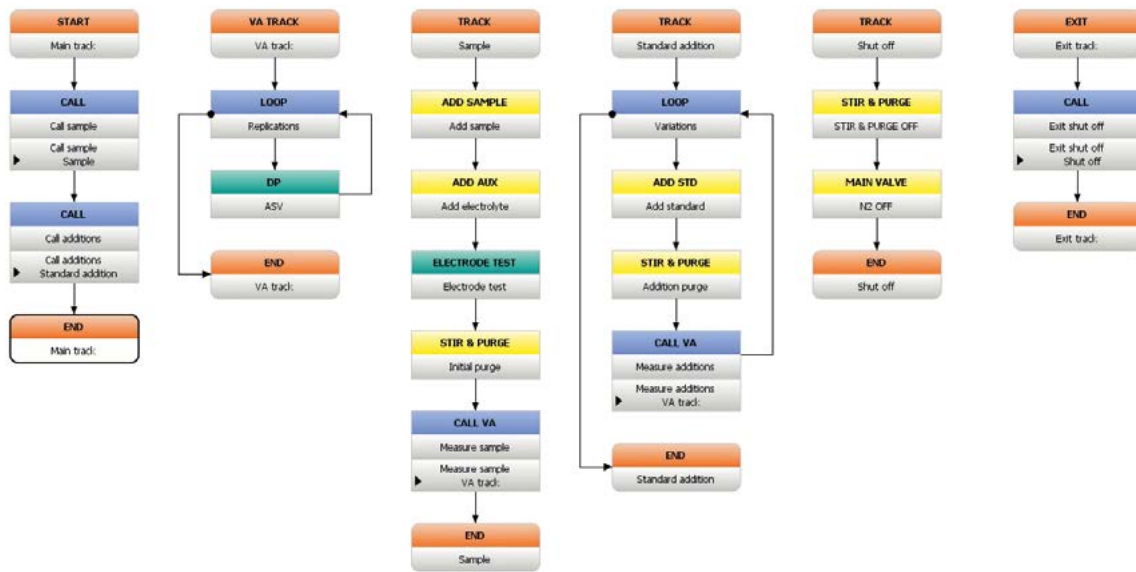 START
Main track:
CALL
Call sample
Call sample
Sample
CALL
Call additions
Call additions
Standard addition
END
Main track:
VA TRACK
VA track:
LOOP
Replications
DP
ASV
END
VA track:
TRACK
Sample
ADD SAMPLE
Add sample
ADD AUX
Add electrolyte
ELECTRODE TEST
Electrode test
STIR & PURGE
Initial purge
CALL VA
Measure sample
Measure sample
VA track:
END
Sample
TRACK
Standard addition
LOOP
Variations
ADD STD
Add standard
STIR & PURGE
Addition purge
CALL VA
Measure additions
Measure additions
VA track:
END
Standard addition
TRACK
Shut off
STIR & PURGE
STIR & PURGE OFF
MAIN VALVE
N2 OFF
END
Shut off
EXIT
Exit track:
CALL
Exit shut off
Exit shut off
Shut off
END
Exit track: